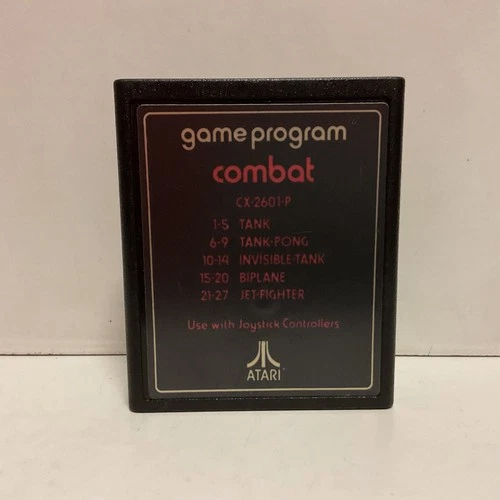 game program™
combat
CX-2601-P
1-5 TANK
6-9 TANK-PONG
10-14 INVISIBLE-TANK
15-20 BIPLANE
21-27 JET-FIGHTER
Use with Joystick Controllers
ATARI®